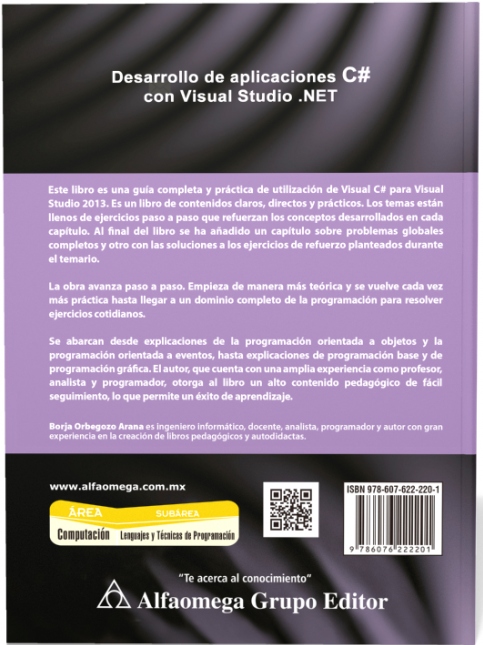 Desarrollo de aplicaciones C#
con Visual Studio .NET
Este libro es una guía completa y práctica de utilización de Visual C# para Visual
Studio 2013. Es un libro de contenidos claros, directos y prácticos. Los temas están
llenos de ejercicios paso a paso que refuerzan los conceptos desarrollados en cada
capítulo. Al final del libro se ha añadido un capítulo sobre problemas globales
completos y otro con las soluciones a los ejercicios de refuerzo planteados durante
el temario.
La obra avanza paso a paso. Empieza de manera más teórica y se vuelve cada vez
más práctica hasta llegar a un dominio completo de la programación para resolver
ejercicios cotidianos.
Se abarcan desde explicaciones de la programación orientada a objetos y la
programación orientada a eventos, hasta explicaciones de programación base y de
programación gráfica. El autor, que cuenta con una amplia experiencia como profesor,
analista y programador, otorga al libro un alto contenido pedagógico de fácil
seguimiento, lo que permite un éxito de aprendizaje.
Borja Orbegozo Arana es ingeniero informático, docente, analista, programador y autor con gran
experiencia en la creación de libros pedagógicos y autodidactas.
www.alfaomega.com.mx
ÁREA SUBÁREA
Computación Lenguajes y Técnicas de Programación
ISBN 978-607-622-220-1
9 786076 222201
"Te acerca al conocimiento"
Alfaomega Grupo Editor